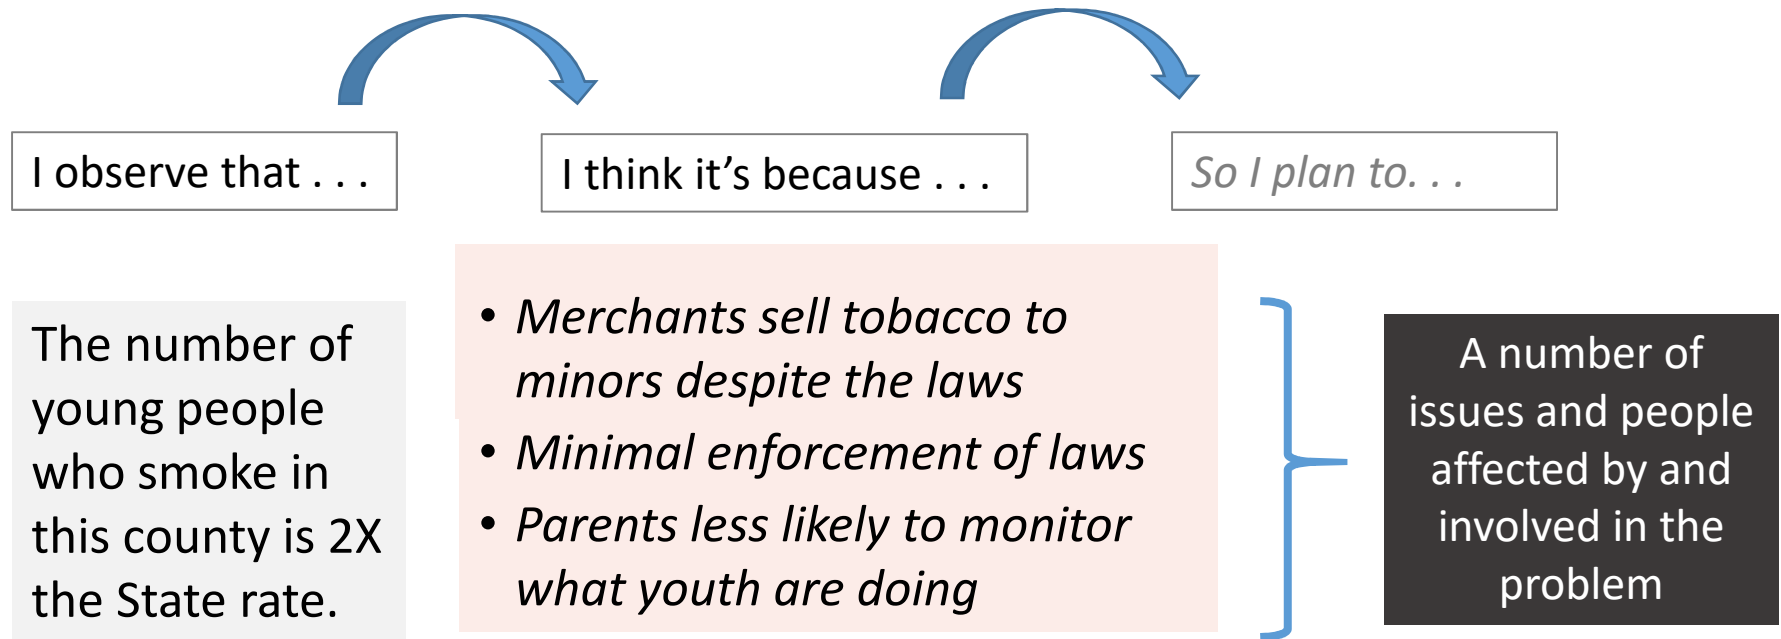 I observe that . . .
I think it’s because . . .
So I plan to. . .
The number of
young people
who smoke in
this county is 2X
the State rate.
• Merchants sell tobacco to
minors despite the laws
• Minimal enforcement of laws
• Parents less likely to monitor
what youth are doing
A number of
issues and people
affected by and
involved in the
problem